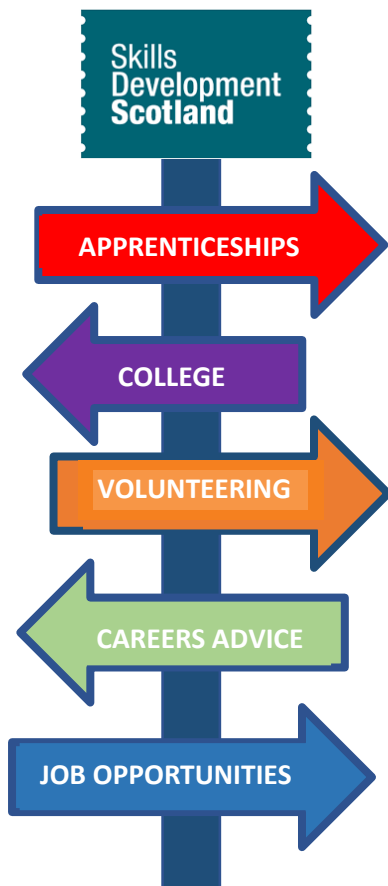 Skills
Development
Scotland
APPRENTICESHIPS
COLLEGE
VOLUNTEERING
CAREERS ADVICE
JOB OPPORTUNITIES